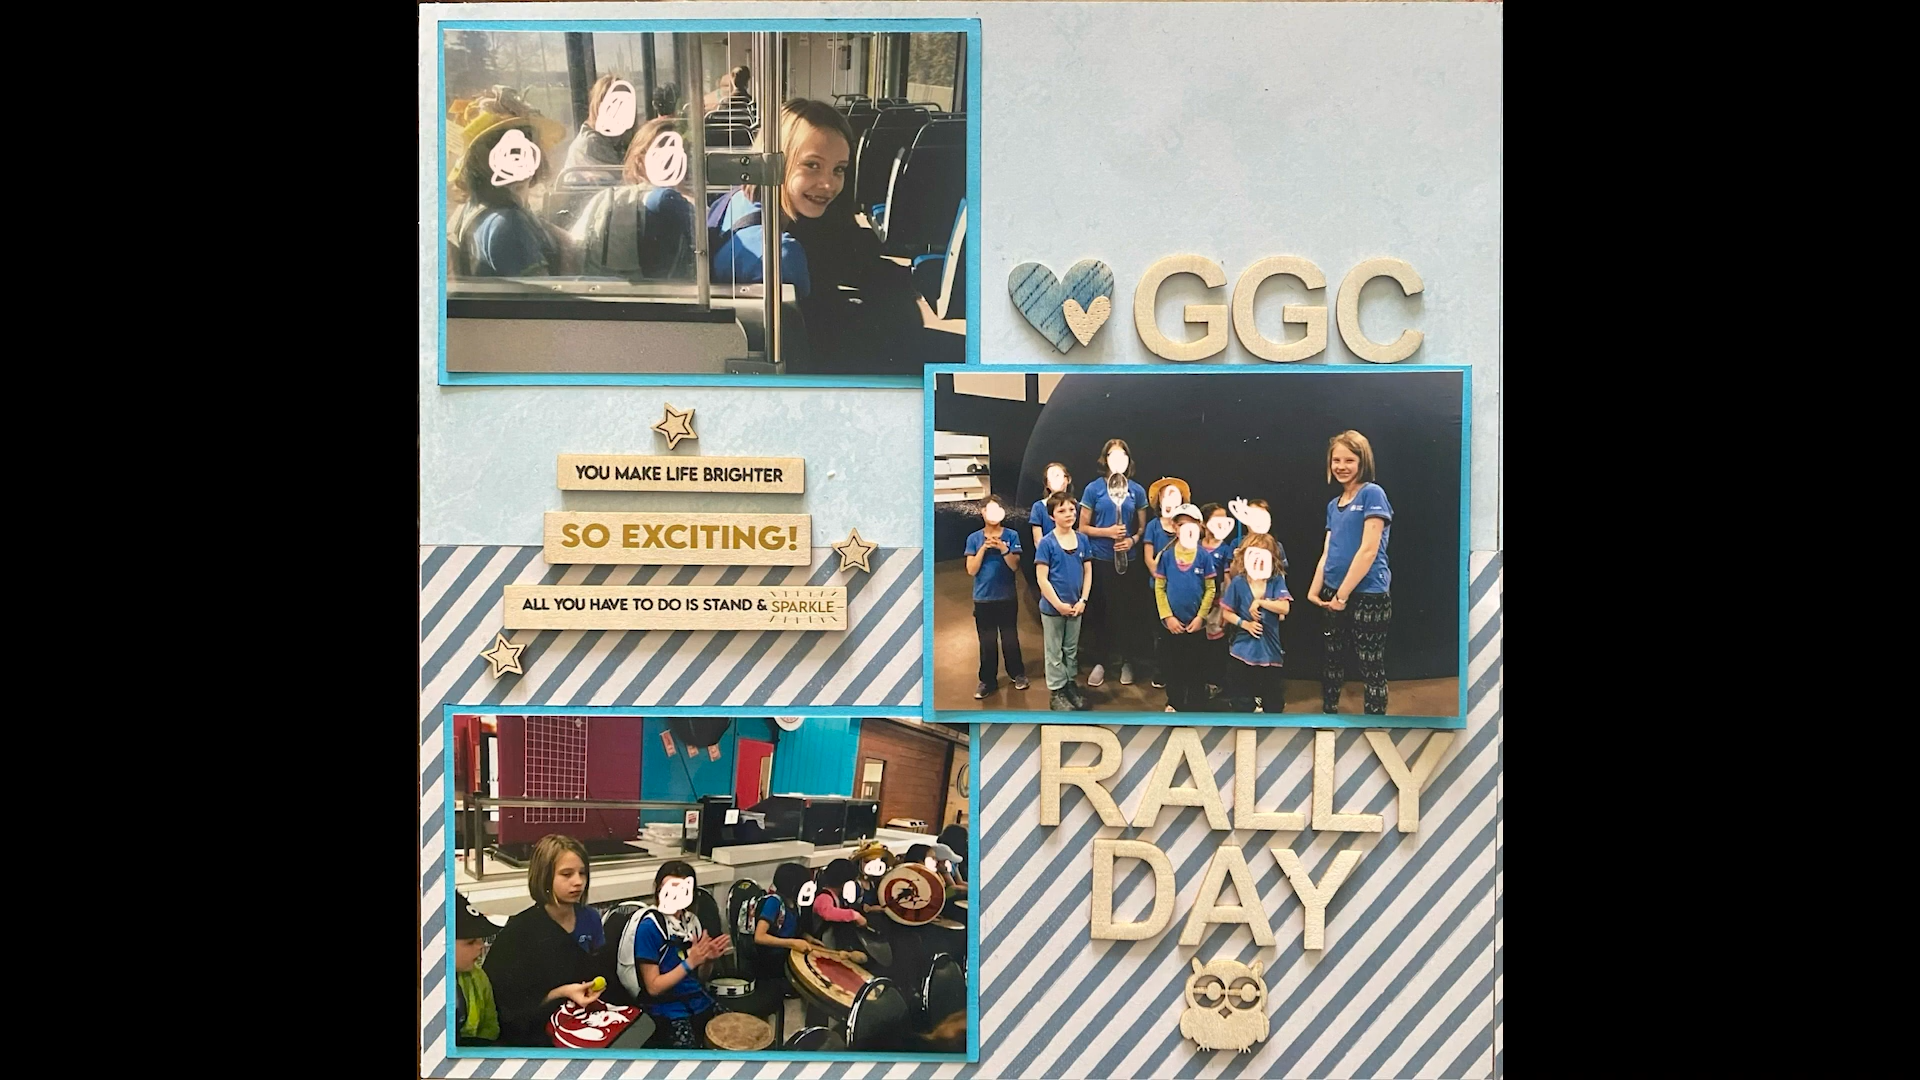 GGC
YOU MAKE LIFE BRIGHTER
SO EXCITING!
ALL YOU HAVE TO DO IS STAND & SPARKLE
RALLY
DAY